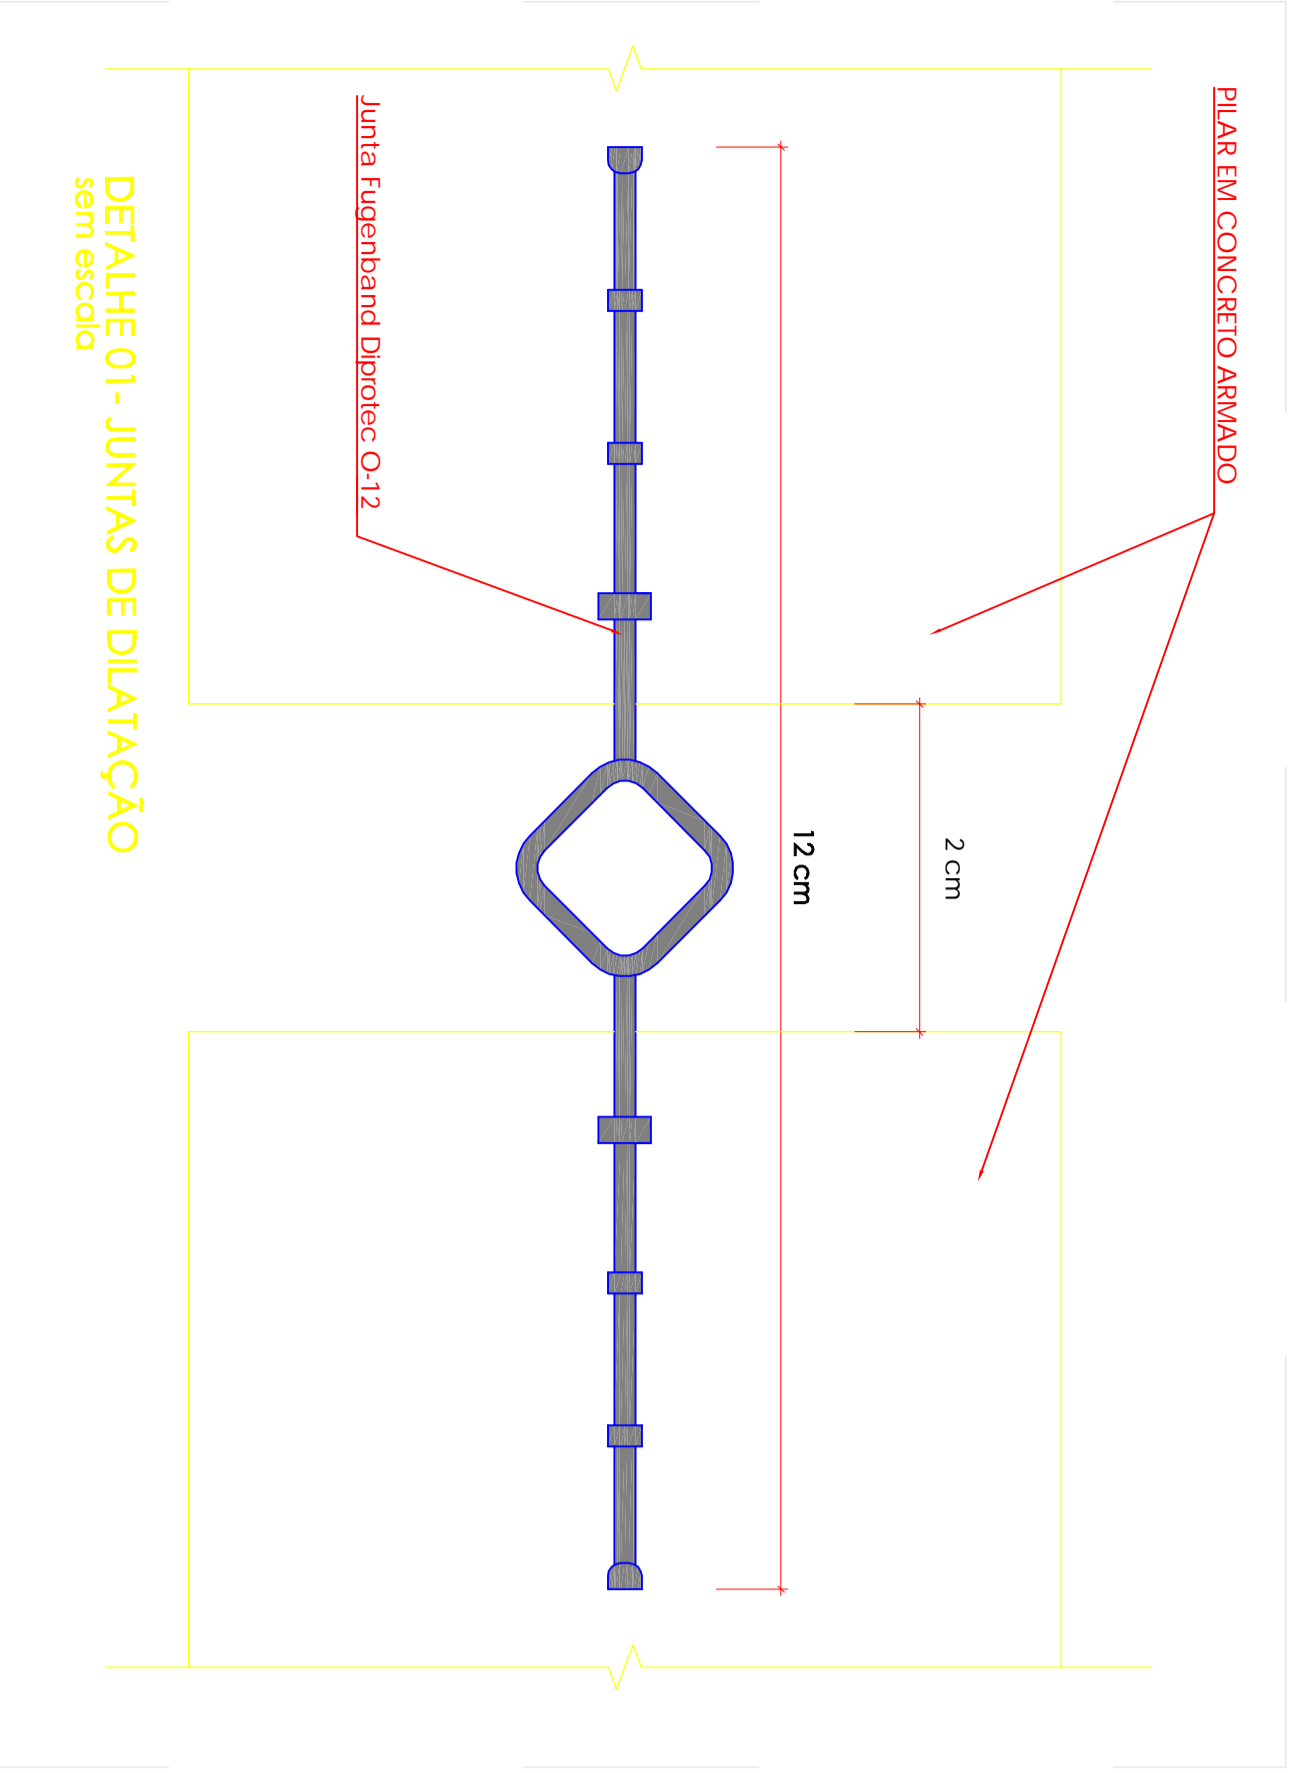 PILAR EM CONCRETO ARMADO
2 cm
12 cm
Junta Fugenband Diprotec O-12
DETALHE 01- JUNTAS DE DILATAÇÃO
sem escala